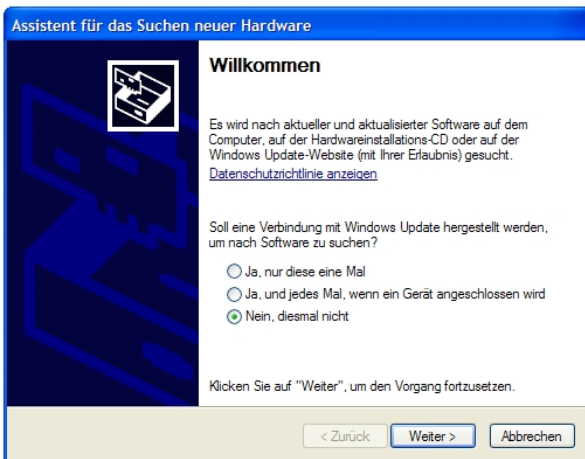 Assistent für das Suchen neuer Hardware
Willkommen
Es wird nach aktueller und aktualisierter Software auf dem
Computer, auf der Hardwareinstallations-CD oder auf der
Windows Update-Website (mit Ihrer Erlaubnis) gesucht.
Datenschutzrichtlinie anzeigen
Soll eine Verbindung mit Windows Update hergestellt werden,
um nach Software zu suchen?
Ja, nur diese eine Mal
Ja, und jedes Mal, wenn ein Gerät angeschlossen wird
Nein, diesmal nicht
Klicken Sie auf "Weiter", um den Vorgang fortzusetzen.
< Zurück Weiter > Abbrechen